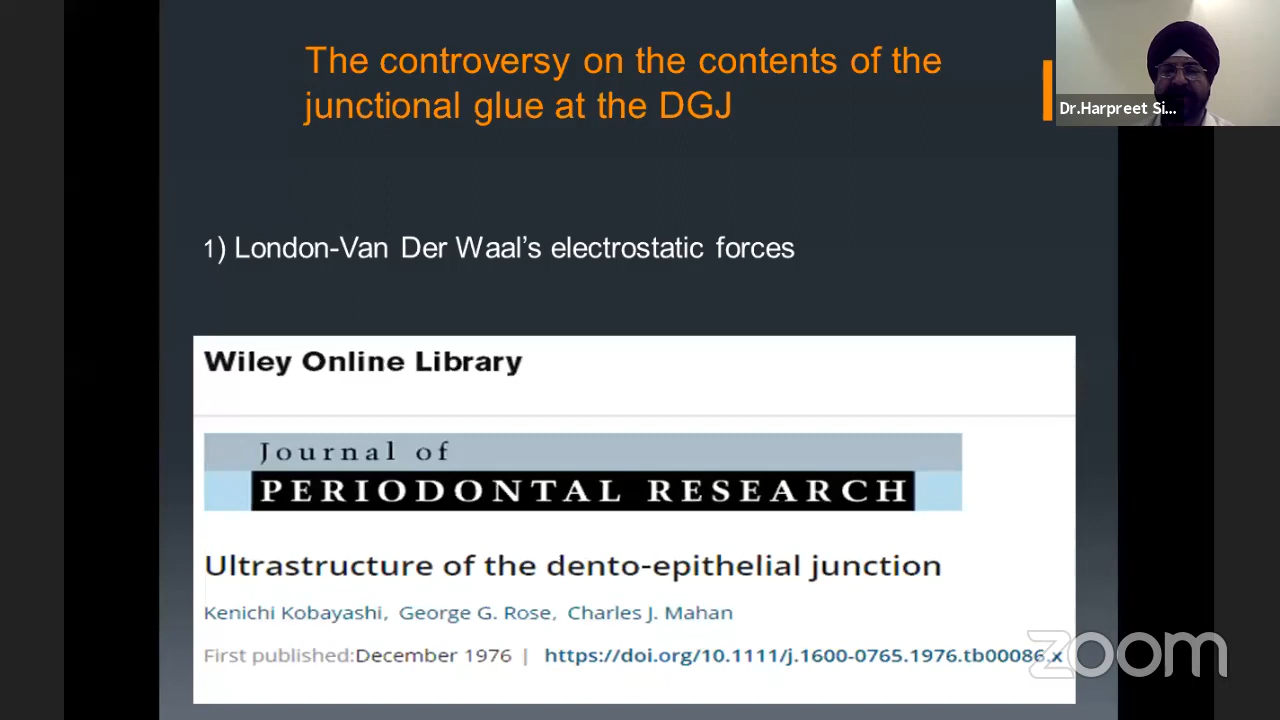 The controversy on the contents of the
junctional glue at the DGJ
Dr.Harpreet Si...
1) London-Van Der Waal's electrostatic forces
Wiley Online Library
Journal of
PERIODONTAL RESEARCH
Ultrastructure of the dento-epithelial junction
Kenichi Kobayashi, George G. Rose, Charles J. Mahan
First published:December 1976 | https://doi.org/10.1111/j.1600-0765.1976.tb00086.x
zoom